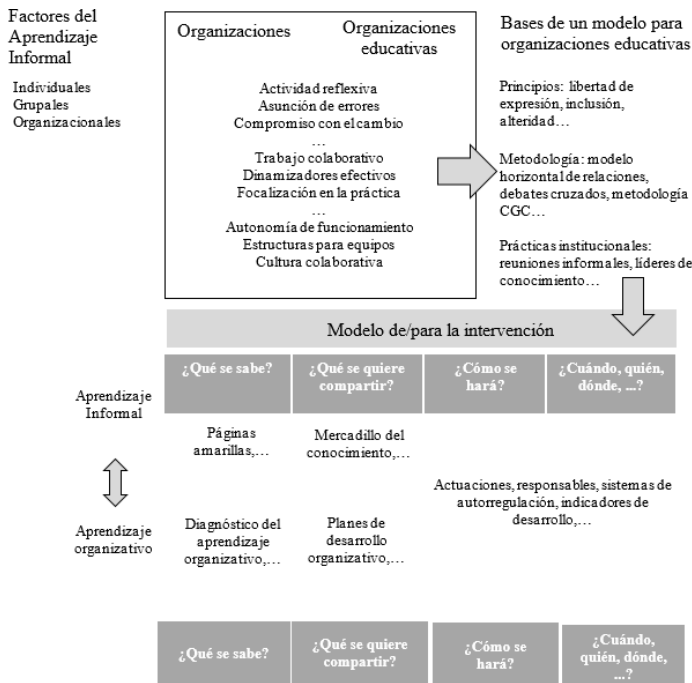 Factores del
Aprendizaje
Informal
Individuales
Grupales
Organizacionales
Organizaciones
Organizaciones
educativas
Actividad reflexiva
Asunción de errores
Compromiso con el cambio
…
Trabajo colaborativo
Dinamizadores efectivos
Focalización en la práctica
…
Autonomía de funcionamiento
Estructuras para equipos
Cultura colaborativa
Bases de un modelo para
organizaciones educativas
Principios: libertad de
expresión, inclusión,
alteridad…
Metodología: modelo
horizontal de relaciones,
debates cruzados, metodología
CGC…
Prácticas institucionales:
reuniones informales, líderes de
conocimiento…
Modelo de/para la intervención
¿Qué se sabe?
¿Qué se quiere
compartir?
¿Cómo se
hará?
¿Cuándo, quién,
dónde, ...?
Aprendizaje
Informal
Páginas
amarillas,…
Mercadillo del
conocimiento,…
Actuaciones, responsables, sistemas de
autorregulación, indicadores de
desarrollo,…
Aprendizaje
organizativo
Diagnóstico del
aprendizaje
organizativo,…
Planes de
desarrollo
organizativo,…
¿Qué se sabe?
¿Qué se quiere
compartir?
¿Cómo se
hará?
¿Cuándo,
quién, dónde,
...?